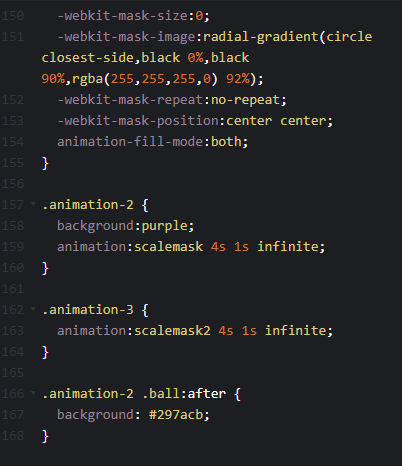 150 -webkit-mask-size:0;
151 -webkit-mask-image:radial-gradient(circle
closest-side,black 0%,black
90%,rgba(255,255,255,0) 92%);
152 -webkit-mask-repeat:no-repeat;
153 -webkit-mask-position:center center;
154 animation-fill-mode:both;
155 }
156
157 .animation-2 {
158 background:purple;
159 animation:scalemask 4s 1s infinite;
160 }
161
162 .animation-3 {
163 animation:scalemask2 4s 1s infinite;
164 }
165
166 .animation-2 .ball:after {
167 background: #297acb;
168 }